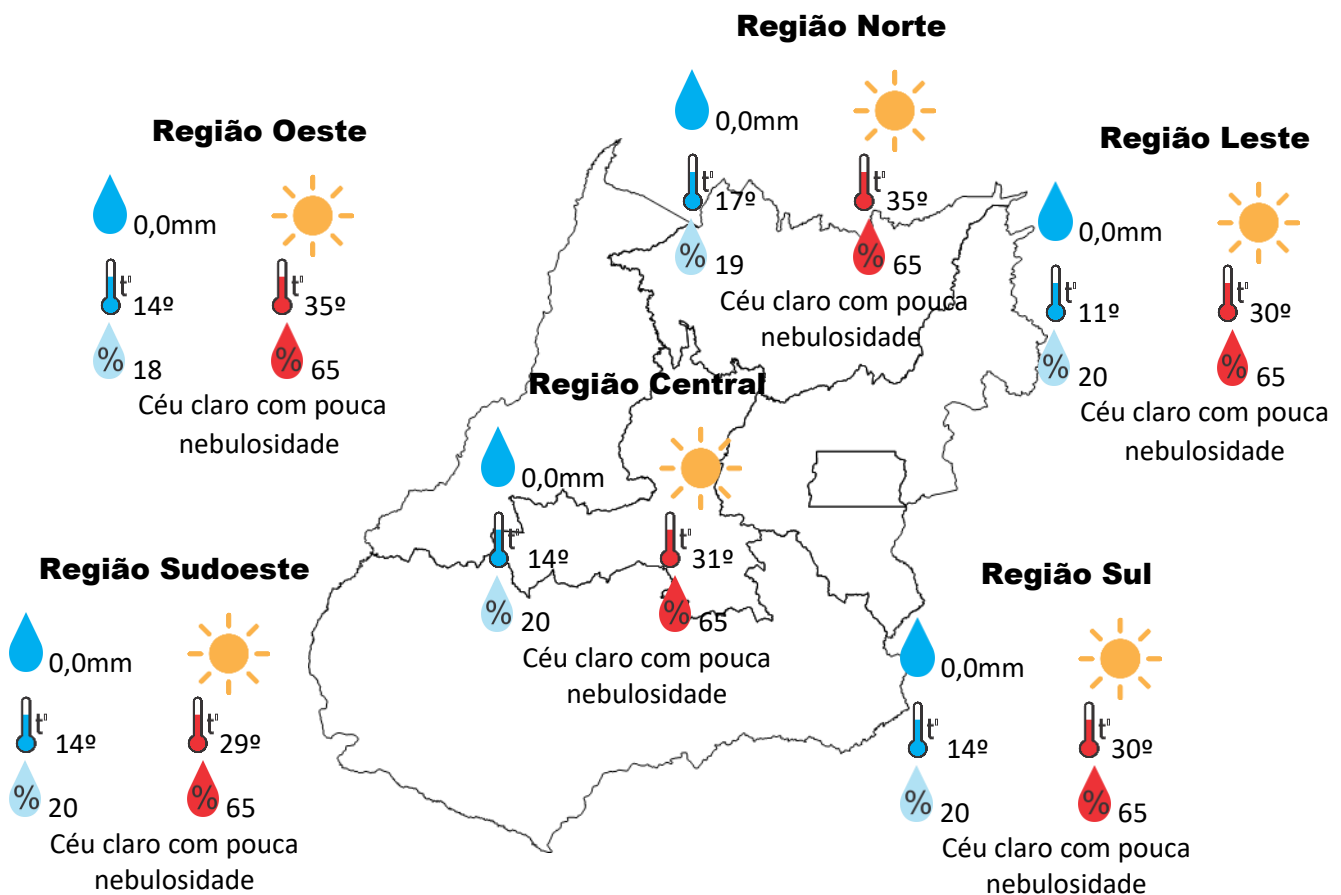 Região Norte
0,0mm
t°
17º
t°
35º
%
19
%
65
Céu claro com pouca
nebulosidade
Região Oeste
0,0mm
t°
14º
t°
35º
%
18
%
65
Céu claro com pouca
nebulosidade
Região Leste
0,0mm
t°
11º
t°
30º
%
20
%
65
Céu claro com pouca
nebulosidade
Região Central
0,0mm
t°
14º
t°
31º
%
20
%
65
Céu claro com pouca
nebulosidade
Região Sudoeste
0,0mm
t°
14º
t°
29º
%
20
%
65
Céu claro com pouca
nebulosidade
Região Sul
0,0mm
t°
14º
t°
30º
%
20
%
65
Céu claro com pouca
nebulosidade